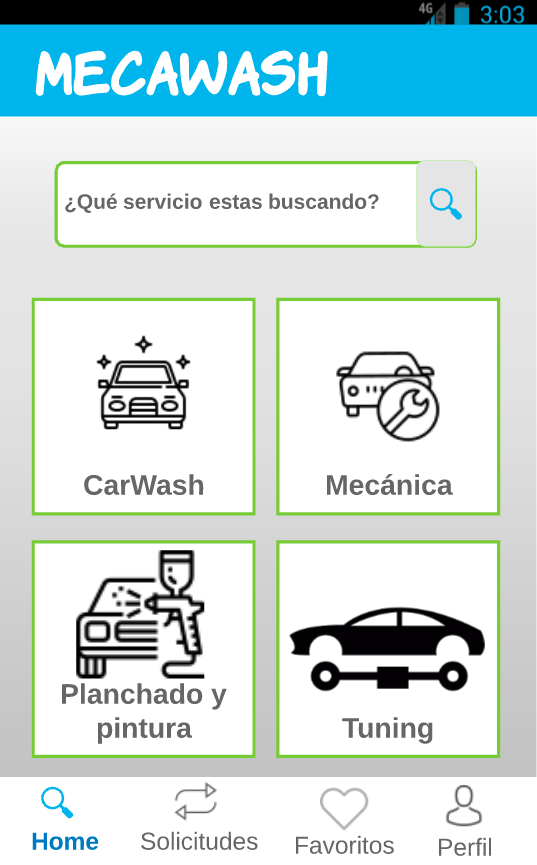 4G 3:03
MECAWASH
¿Qué servicio estas buscando?
CarWash
Mecánica
Planchado y
pintura
Tuning
Home
Solicitudes
Favoritos
Perfil